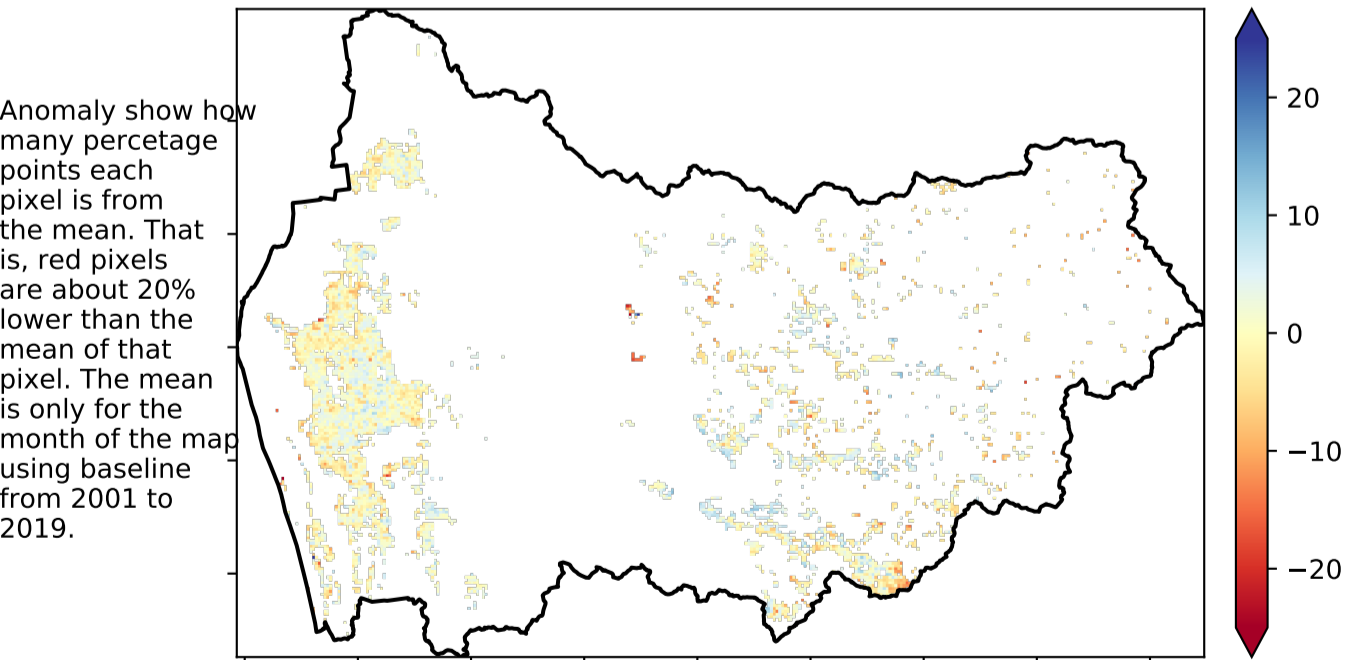 Anomaly show how
many percetage
points each
pixel is from
the mean. That
is, red pixels
are about 20%
lower than the
mean of that
pixel. The mean
is only for the
month of the map
using baseline
from 2001 to
2019.
20
10
0
−10
−20